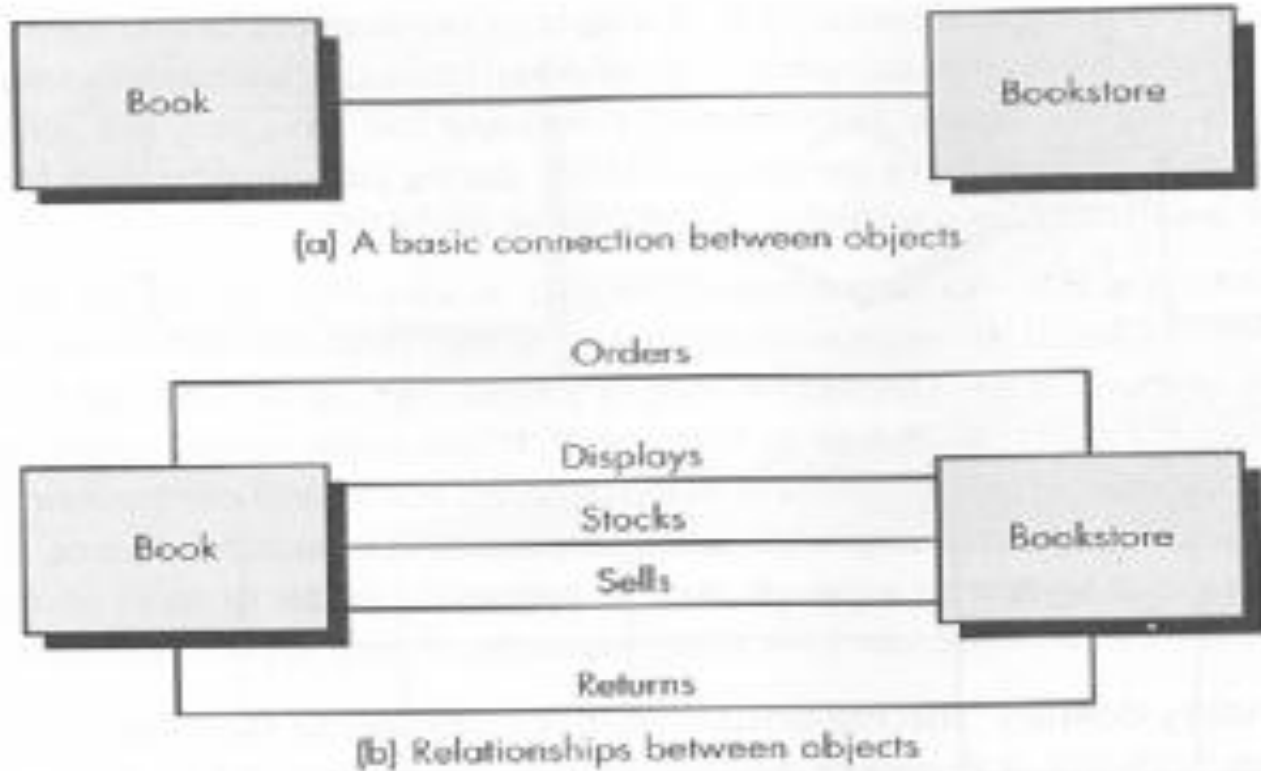 Book
Bookstore
(a) A basic connection between objects
Orders
Displays
Stocks
Book
Bookstore
Sells
Returns
(b) Relationships between objects